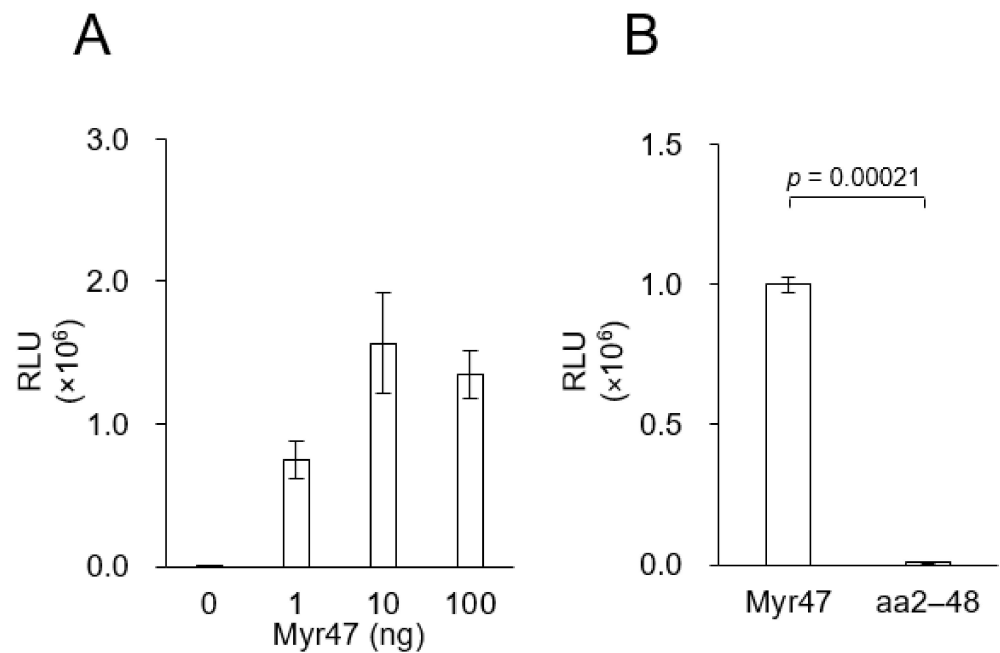 A
3.0
2.0
1.0
0.0
RLU
(×10⁶)
0 1 10 100
Myr47 (ng)
B
1.5
1.0
0.5
0.0
RLU
(×10⁶)
p = 0.00021
Myr47 aa2–48